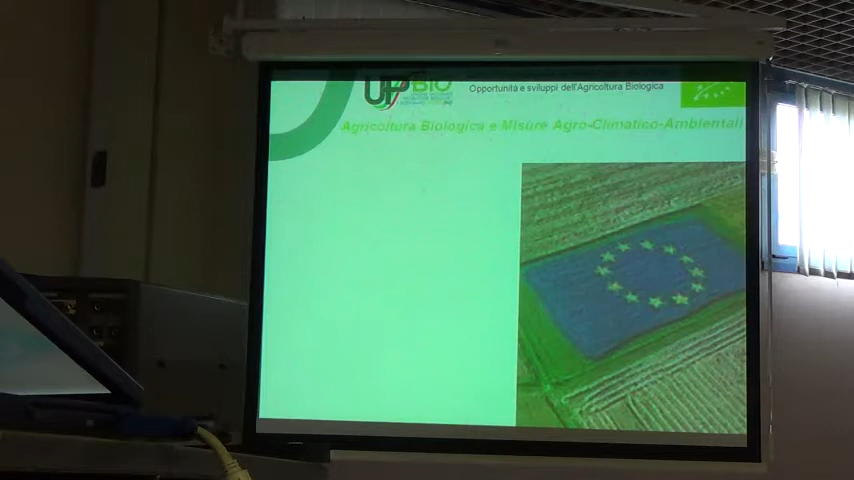 UPBIO
Opportunità e sviluppi dell'Agricoltura Biologica
Agricoltura Biologica e Misure Agro-Climatico-Ambientali